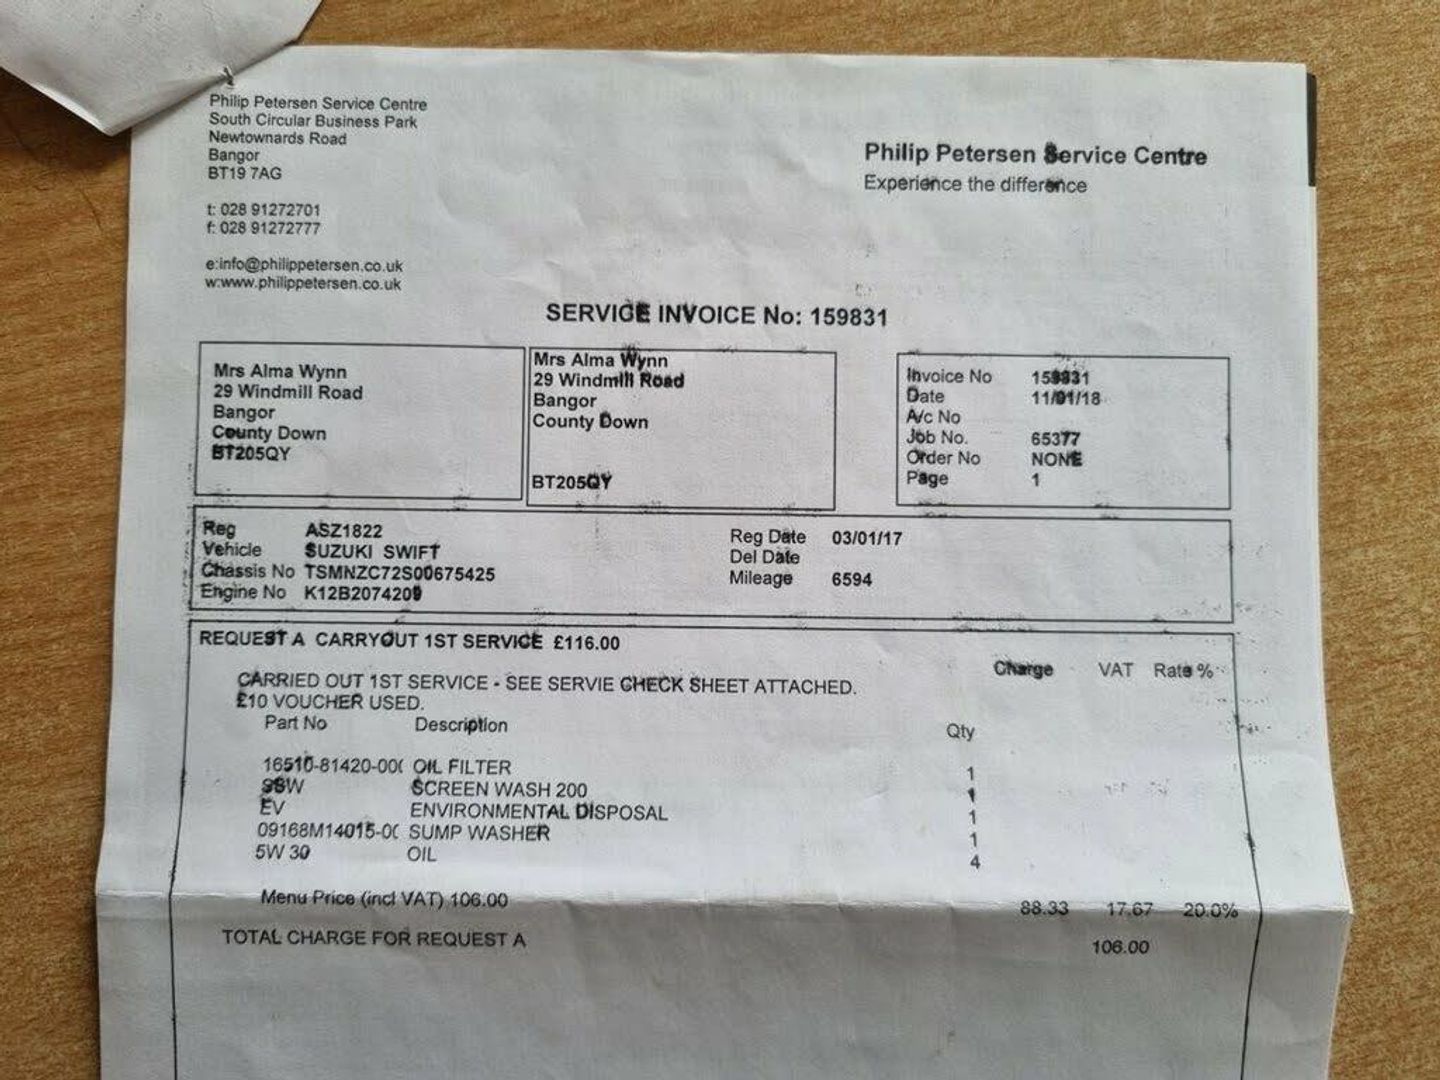 Philip Petersen Service Centre
South Circular Business Park
Newtownards Road
Bangor
BT19 7AG
t: 028 91272701
f: 028 91272777
e:info@philippetersen.co.uk
w:www.philippetersen.co.uk
Philip Petersen Service Centre
Experience the difference
SERVICE INVOICE No: 159831
Mrs Alma Wynn
29 Windmill Road
Bangor
County Down
BT205QY
Mrs Alma Wynn
29 Windmill Road
Bangor
County Down
BT205QY
Invoice No 159831
Date 11/01/18
A/c No
Job No. 65377
Order No NONE
Page 1
Reg ASZ1822
Vehicle SUZUKI SWIFT
Chassis No TSMNZC72S00675425
Engine No K12B2074209
Reg Date 03/01/17
Del Date
Mileage 6594
REQUEST A CARRYOUT 1ST SERVICE £116.00
Charge VAT Rate %
CARRIED OUT 1ST SERVICE - SEE SERVIE CHECK SHEET ATTACHED.
£10 VOUCHER USED.
Part No Description Qty
16510-81420-000 OIL FILTER 1
SSW SCREEN WASH 200 1
EV ENVIRONMENTAL DISPOSAL 1
09168M14015-00 SUMP WASHER 1
5W 30 OIL 4
Menu Price (incl VAT) 106.00 88.33 17.67 20.0%
TOTAL CHARGE FOR REQUEST A 106.00